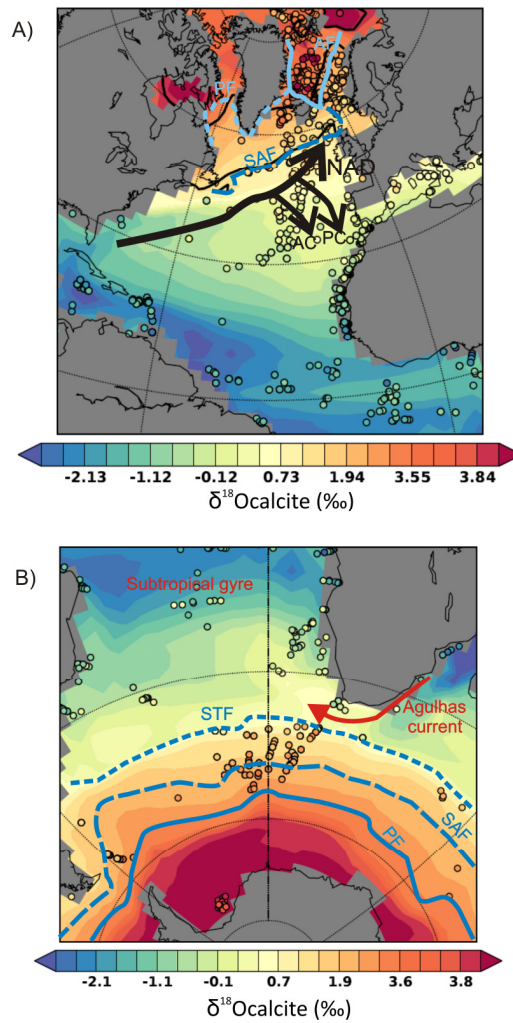 A)
AF
PF
SAF
NAD
AC PC
-2.13 -1.12 -0.12 0.73 1.94 3.55 3.84
δ18Ocalcite (‰)
B)
Subtropical gyre
STF
Agulhas
current
SAF
PF
-2.1 -1.1 -0.1 0.7 1.9 3.6 3.8
δ18Ocalcite (‰)